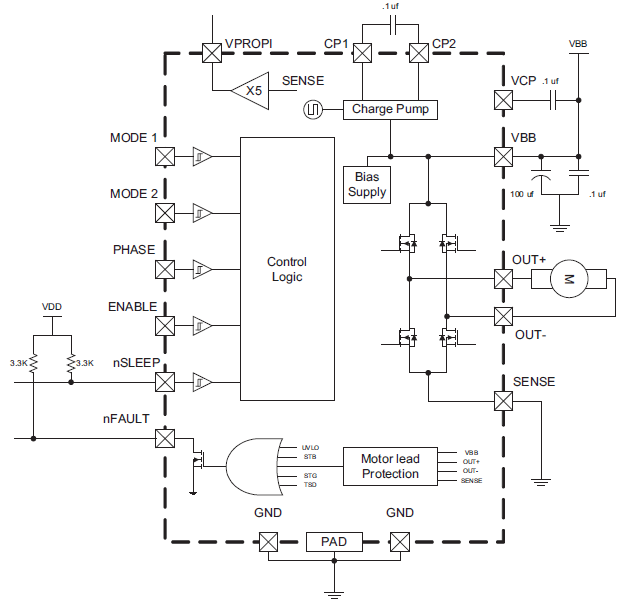 .1 uf
VPROPI
CP1
CP2
VBB
X5
SENSE
VCP
.1 uf
Charge Pump
MODE 1
VBB
Bias
Supply
MODE 2
100 uf
.1 uf
PHASE
Control
Logic
OUT+
M
VDD
ENABLE
OUT-
3.3K
3.3K
nSLEEP
SENSE
nFAULT
UVLO
STB
STG
TSD
Motor lead
Protection
VBB
OUT+
OUT-
SENSE
GND
GND
PAD